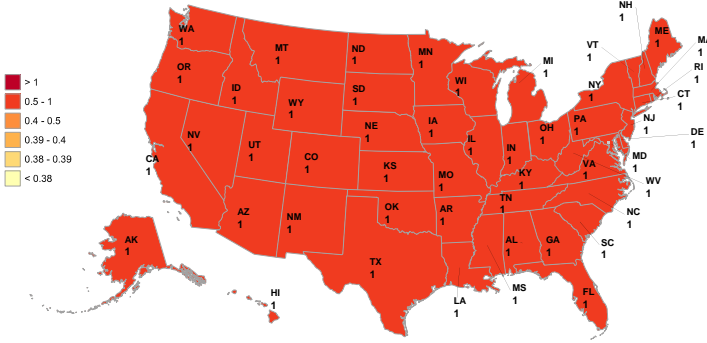 NH
1
WA
1
MT
1
ND
1
MN
1
ME
1
VT
1
MA
1
OR
1
ID
1
SD
1
WI
1
MI
1
NY
1
RI
1
CT
1
> 1
0.5 - 1
0.4 - 0.5
0.39 - 0.4
0.38 - 0.39
< 0.38
WY
1
NE
1
IA
1
IL
1
IN
1
OH
1
PA
1
NJ
1
DE
1
CA
1
NV
1
UT
1
CO
1
KS
1
MO
1
KY
1
VA
1
MD
1
WV
1
AZ
1
NM
1
OK
1
AR
1
TN
1
NC
1
SC
1
AK
1
HI
1
TX
1
LA
1
MS
1
AL
1
GA
1
FL
1